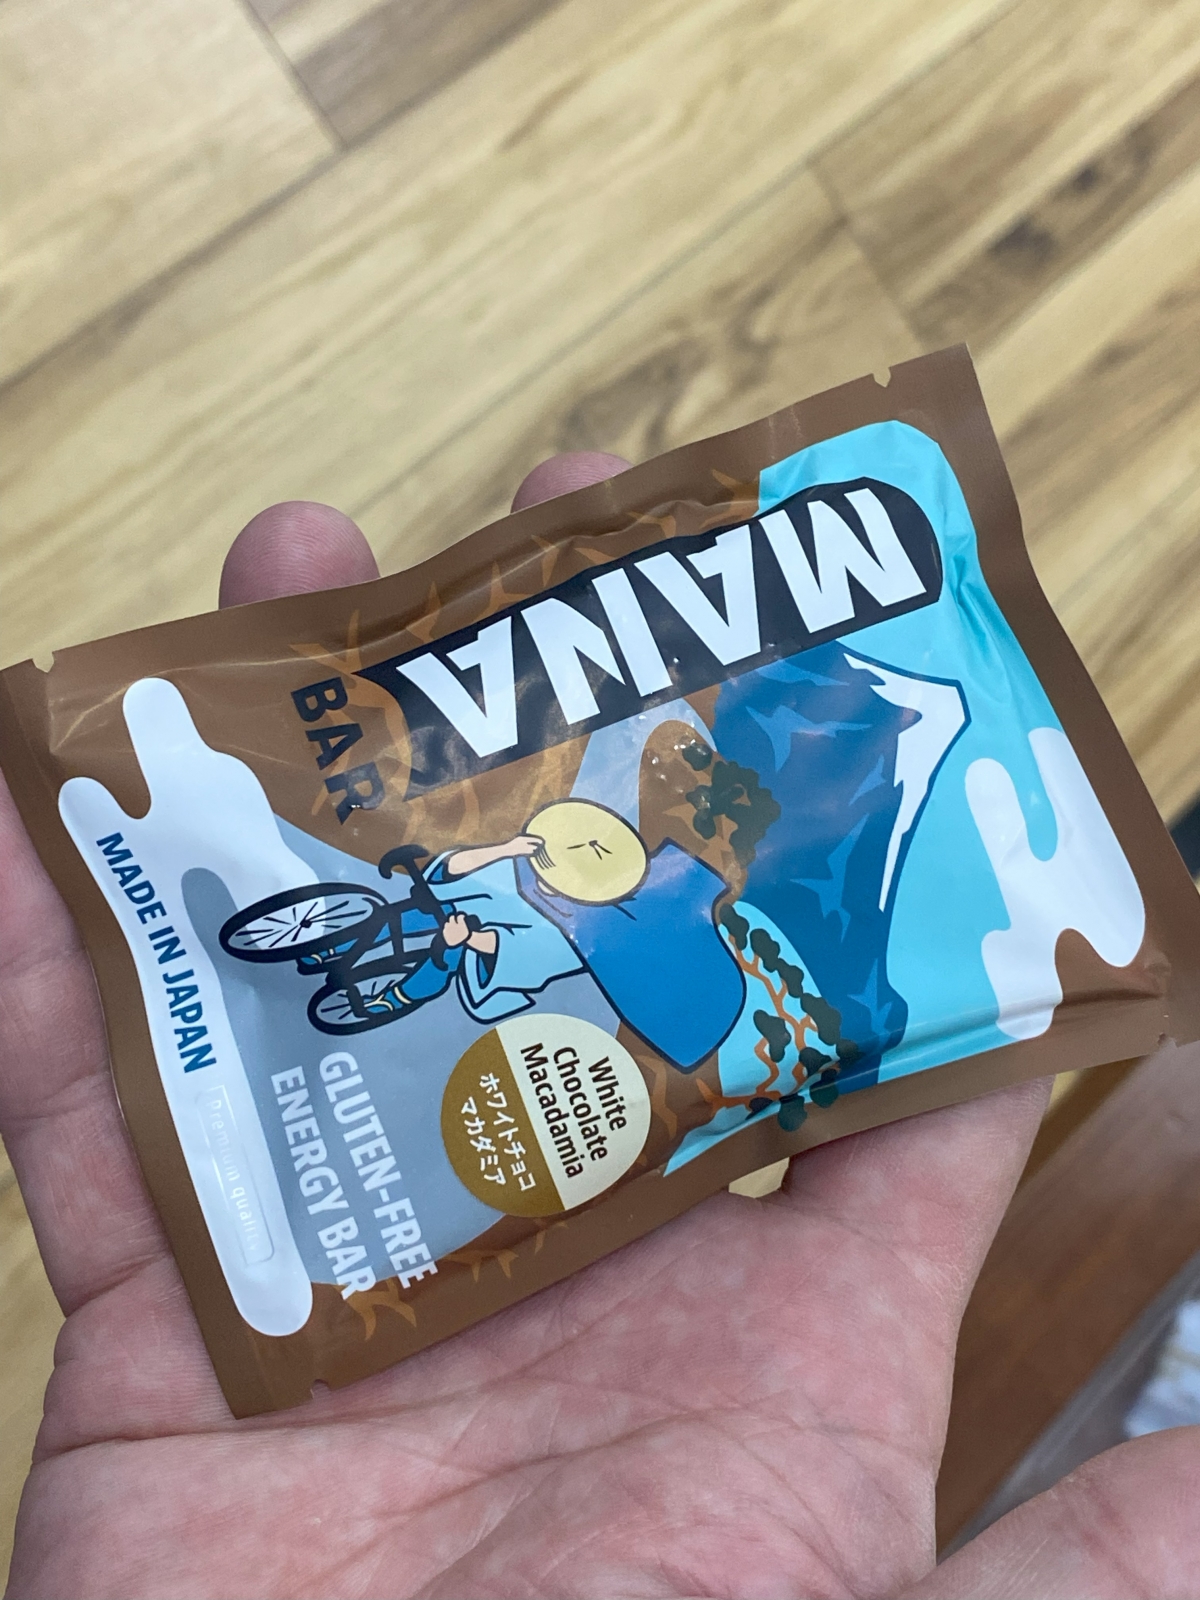 MANA
BAR
White
Chocolate
Macadamia
ホワイトチョコ
マカダミア
GLUTEN-FREE
ENERGY BAR
MADE IN JAPAN
Premium quality